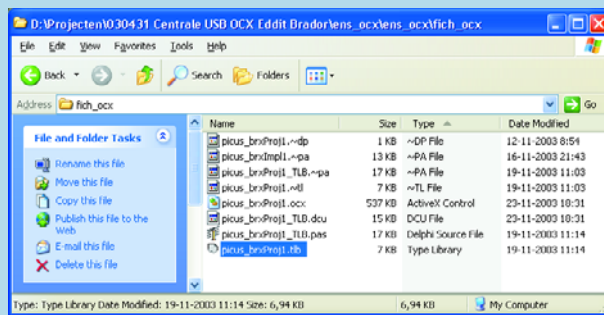 D:\Projecten\030431 Centrale USB OCX Eddit Brador\ens_ocx\ens_ocx\fich_ocx
File Edit View Favorites Tools Help
Back Search Folders
Address fich_ocx Go
File and Folder Tasks
Rename this file
Move this file
Copy this file
Publish this file to the
Web
E-mail this file
Delete this file
Name Size Type Date Modified
picus_brxProj1.~dp 1 KB ~DP File 12-11-2003 8:54
picus_brxImpl1.~pa 13 KB ~PA File 16-11-2003 21:43
picus_brxProj1_TLB.~pa 17 KB ~PA File 19-11-2003 11:03
picus_brxProj1.~tl 7 KB ~TL File 19-11-2003 11:03
picus_brxProj1.ocx 537 KB ActiveX Control 23-11-2003 18:31
picus_brxProj1_TLB.dcu 15 KB DCU File 23-11-2003 18:31
picus_brxProj1_TLB.pas 17 KB Delphi Source File 19-11-2003 11:14
picus_brxProj1.tlb 7 KB Type Library 19-11-2003 11:14
Type: Type Library Date Modified: 19-11-2003 11:14 Size: 6,94 KB 6,94 KB My Computer